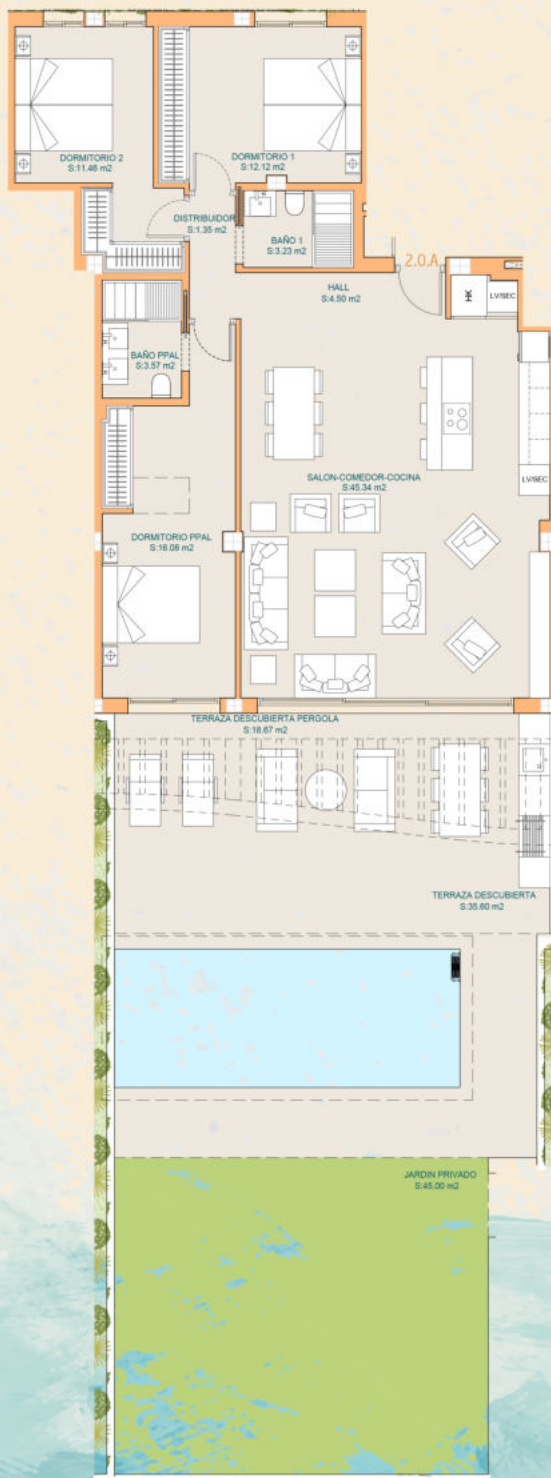 DORMITORIO 2
S:11.46 m2
DORMITORIO 1
S:12.12 m2
DISTRIBUIDOR
S:1.35 m2
BAÑO 1
S:3.23 m2
2.0.A
HALL
S:4.50 m2
HK
LV/SEC
BAÑO PPAL
S:3.57 m2
SALON-COMEDOR-COCINA
S:45.34 m2
LV/SEC
DORMITORIO PPAL
S:16.08 m2
TERRAZA DESCUBIERTA PERGOLA
S:18.67 m2
TERRAZA DESCUBIERTA
S:35.60 m2
JARDIN PRIVADO
S:45.00 m2